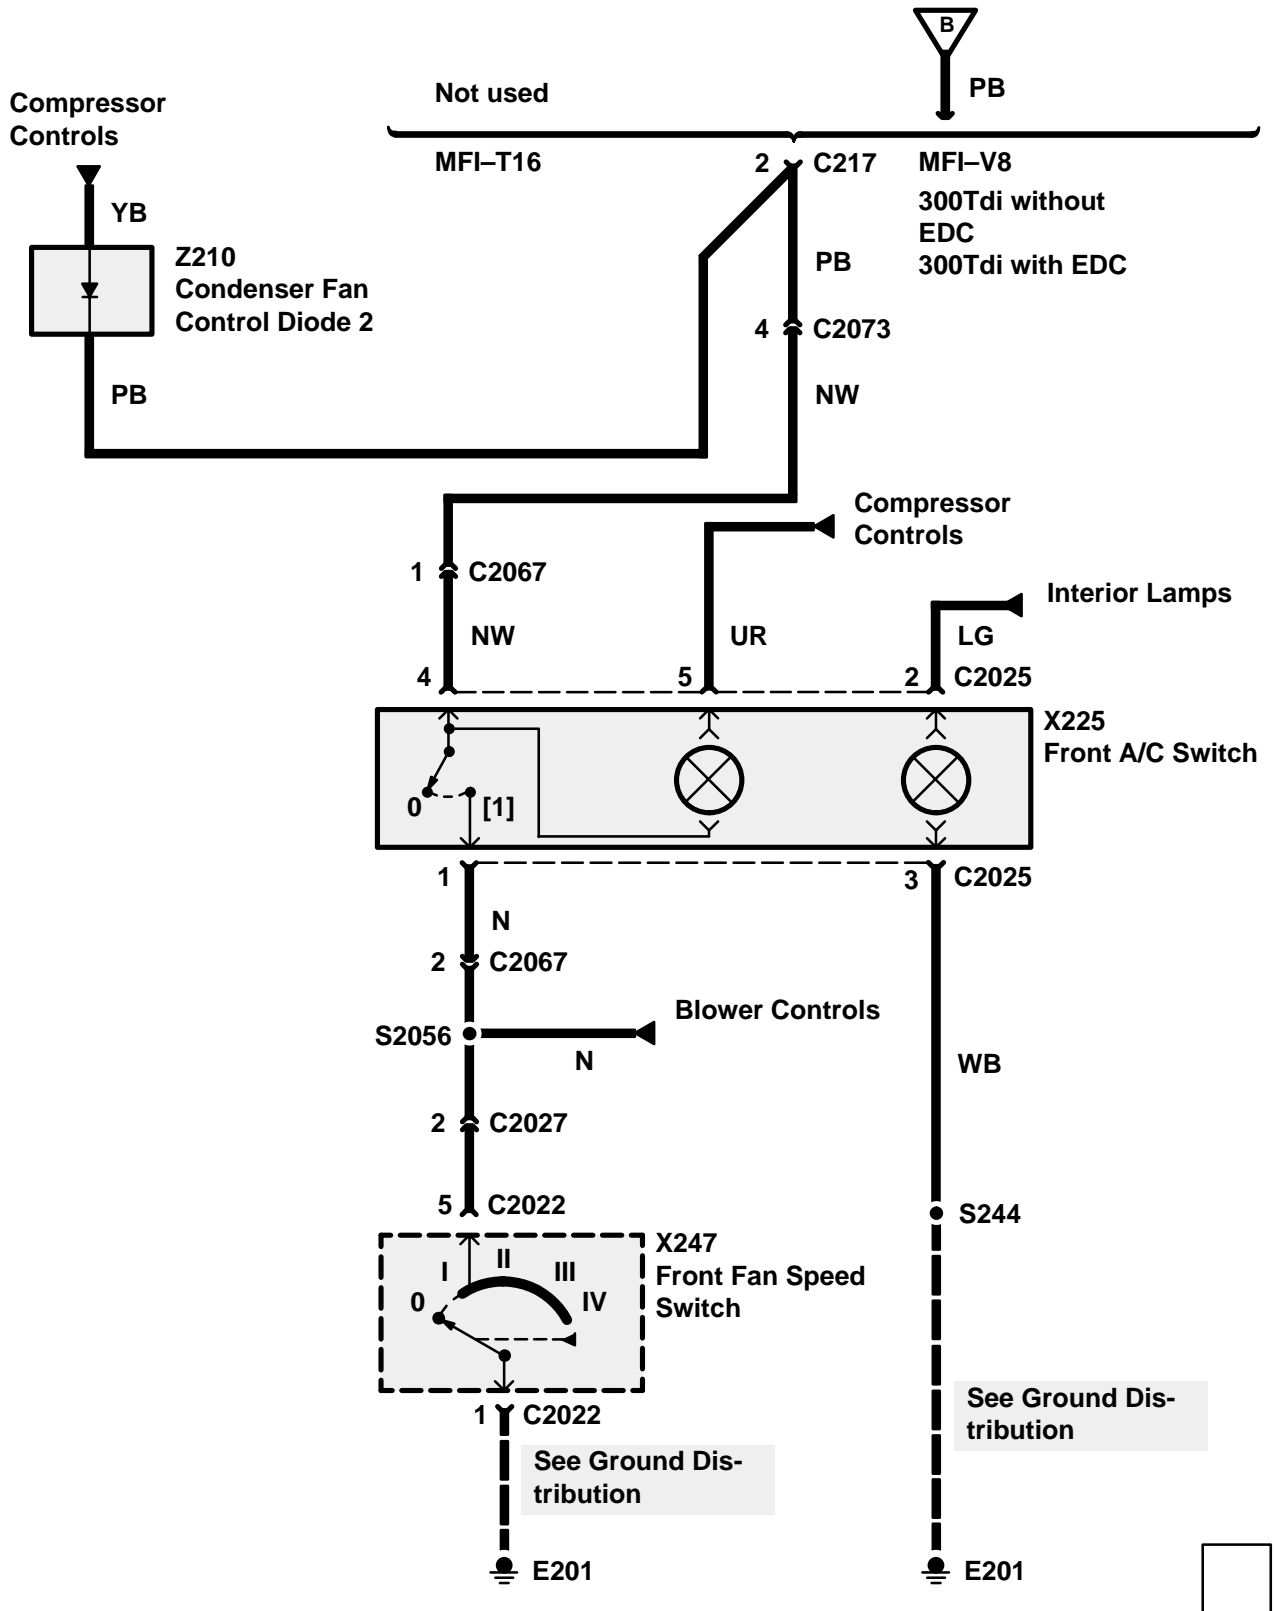 B
PB
Not used
Compressor
Controls
MFI–T16
2
C217
MFI–V8
300Tdi without
EDC
300Tdi with EDC
YB
Z210
Condenser Fan
Control Diode 2
PB
4
C2073
PB
NW
Compressor
Controls
1
C2067
Interior Lamps
NW
UR
LG
4
5
2
C2025
X225
Front A/C Switch
0
[1]
1
3
C2025
N
2
C2067
Blower Controls
S2056
N
WB
2
C2027
5
C2022
S244
X247
Front Fan Speed
Switch
I
II
III
0
IV
1
C2022
See Ground Dis-
tribution
See Ground Dis-
tribution
E201
E201